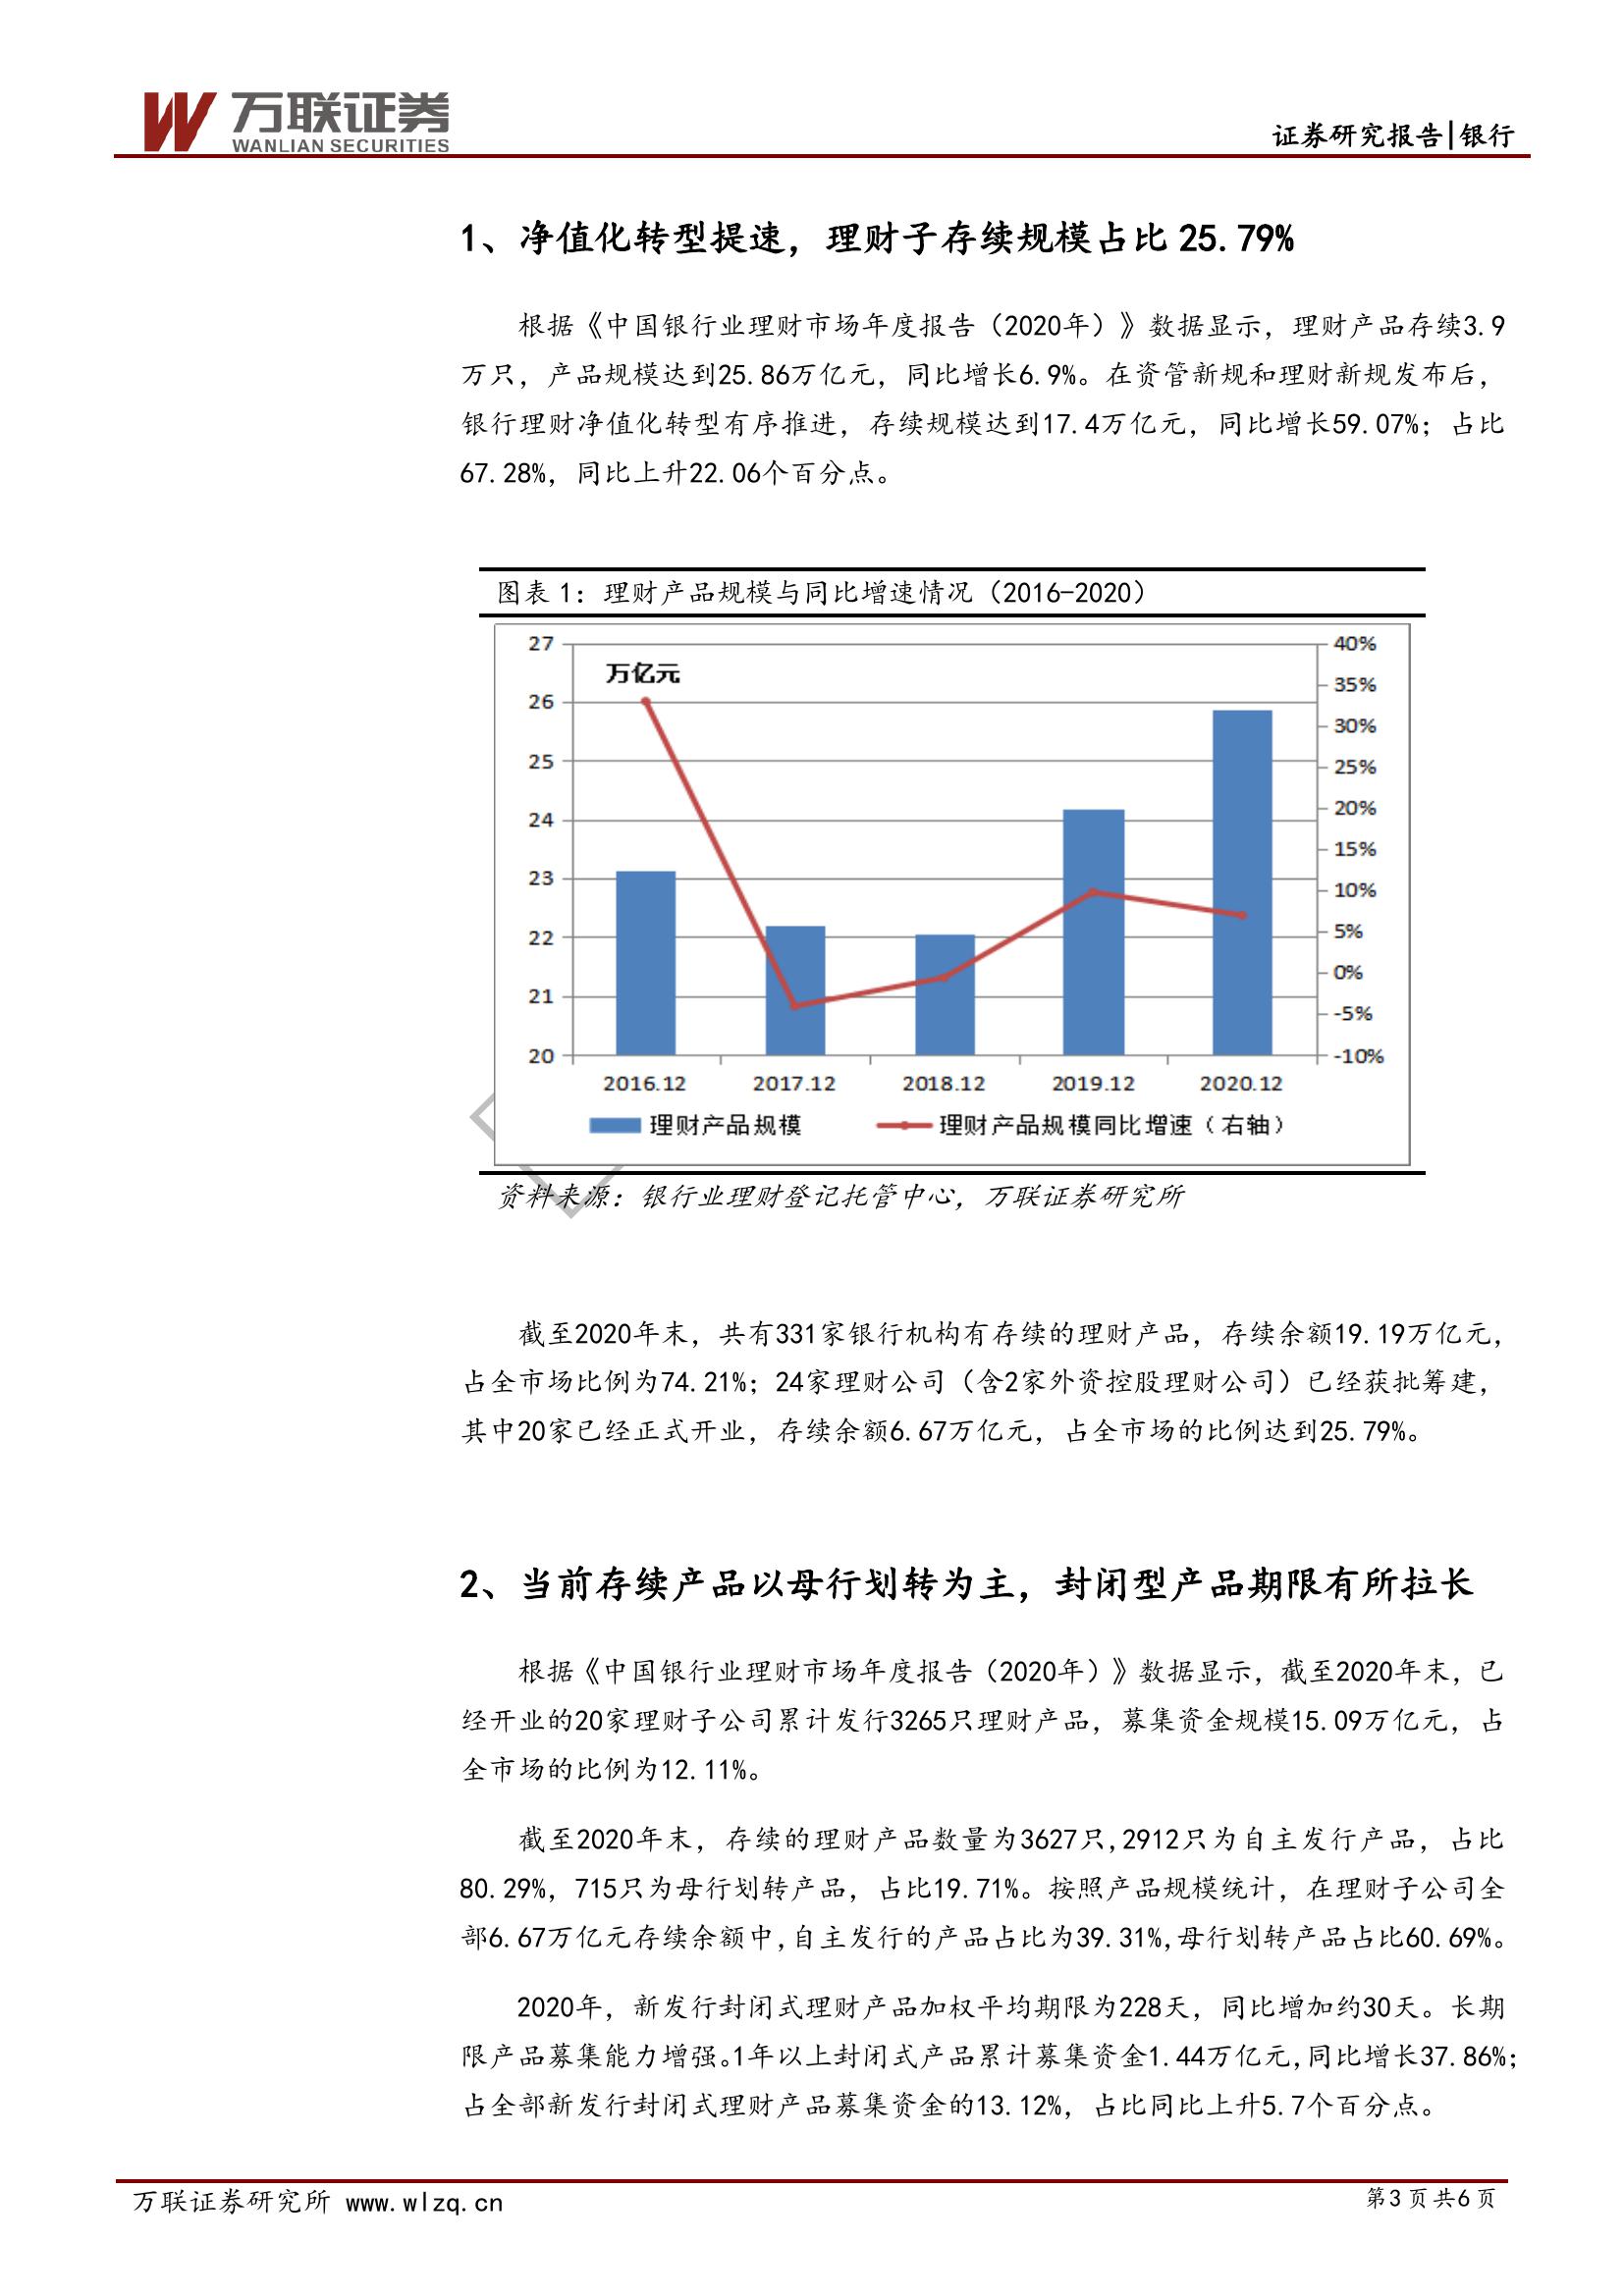 万联证券
WANLIAN SECURITIES
证券研究报告|银行
1、净值化转型提速，理财子存续规模占比 25.79%
根据《中国银行业理财市场年度报告（2020年）》数据显示，理财产品存续3.9
万只，产品规模达到25.86万亿元，同比增长6.9%。在资管新规和理财新规发布后，
银行理财净值化转型有序推进，存续规模达到17.4万亿元，同比增长59.07%；占比
67.28%，同比上升22.06个百分点。
图表 1：理财产品规模与同比增速情况（2016-2020）
万亿元
27
26
25
24
23
22
21
20
40%
35%
30%
25%
20%
15%
10%
5%
0%
-5%
-10%
2016.12 2017.12 2018.12 2019.12 2020.12
理财产品规模 理财产品规模同比增速（右轴）
资料来源：银行业理财登记托管中心，万联证券研究所
截至2020年末，共有331家银行机构有存续的理财产品，存续余额19.19万亿元，
占全市场比例为74.21%；24家理财公司（含2家外资控股理财公司）已经获批筹建，
其中20家已经正式开业，存续余额6.67万亿元，占全市场的比例达到25.79%。
2、当前存续产品以母行划转为主，封闭型产品期限有所拉长
根据《中国银行业理财市场年度报告（2020年）》数据显示，截至2020年末，已
经开业的20家理财子公司累计发行3265只理财产品，募集资金规模15.09万亿元，占
全市场的比例为12.11%。
截至2020年末，存续的理财产品数量为3627只,2912只为自主发行产品，占比
80.29%，715只为母行划转产品，占比19.71%。按照产品规模统计，在理财子公司全
部6.67万亿元存续余额中,自主发行的产品占比为39.31%,母行划转产品占比60.69%。
2020年，新发行封闭式理财产品加权平均期限为228天，同比增加约30天。长期
限产品募集能力增强。1年以上封闭式产品累计募集资金1.44万亿元,同比增长37.86%;
占全部新发行封闭式理财产品募集资金的13.12%，占比同比上升5.7个百分点。
万联证券研究所 www.wlzq.cn
第3页共6页